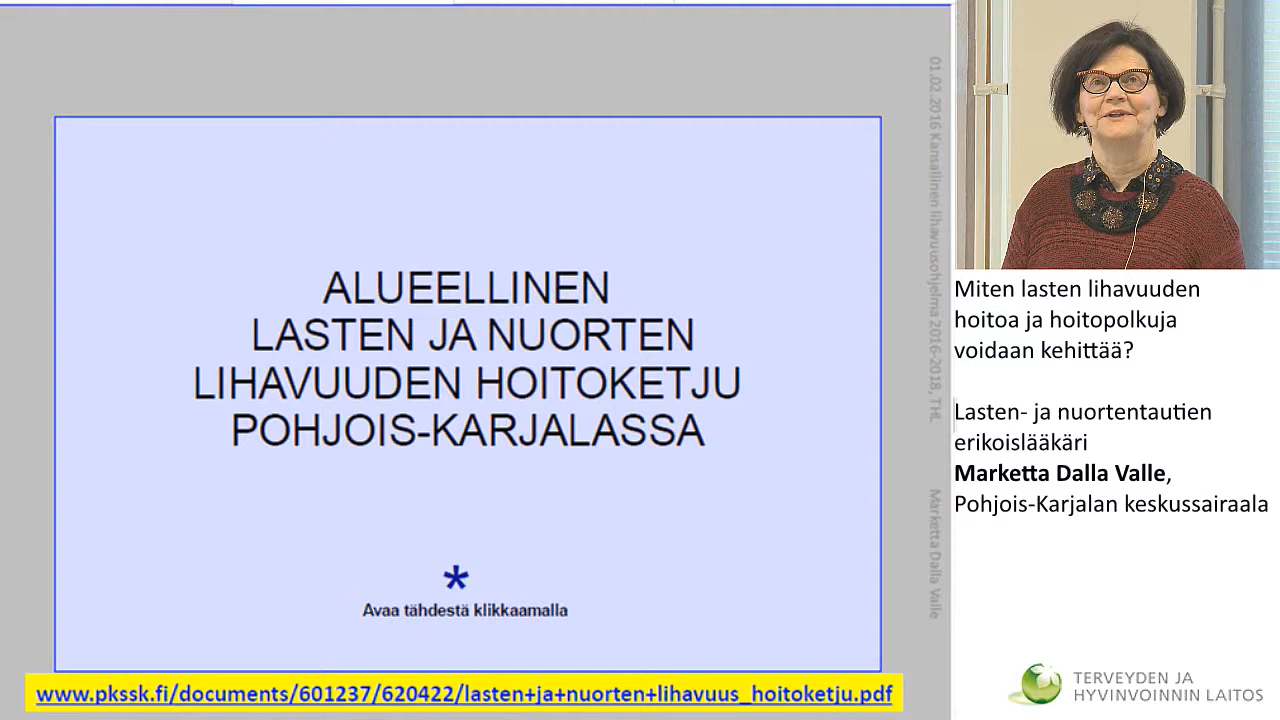 ALUEELLINEN
LASTEN JA NUORTEN
LIHAVUUDEN HOITOKETJU
POHJOIS-KARJALASSA
*
Avaa tähdestä klikkaamalla
www.pkssk.fi/documents/601237/620422/lasten+ja+nuorten+lihavuus_hoitoketju.pdf
01.02.2016 Kansallinen lihavuusohjelma 2016-2018, THL
Marketta Dalla Valle
Miten lasten lihavuuden
hoitoa ja hoitopolkuja
voidaan kehittää?
Lasten- ja nuortentautien
erikoislääkäri
Marketta Dalla Valle,
Pohjois-Karjalan keskussairaala
TERVEYDEN JA
HYVINVOINNIN LAITOS